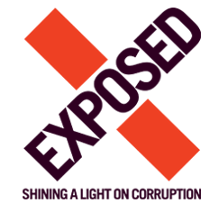 EXPOSED
SHINING A LIGHT ON CORRUPTION